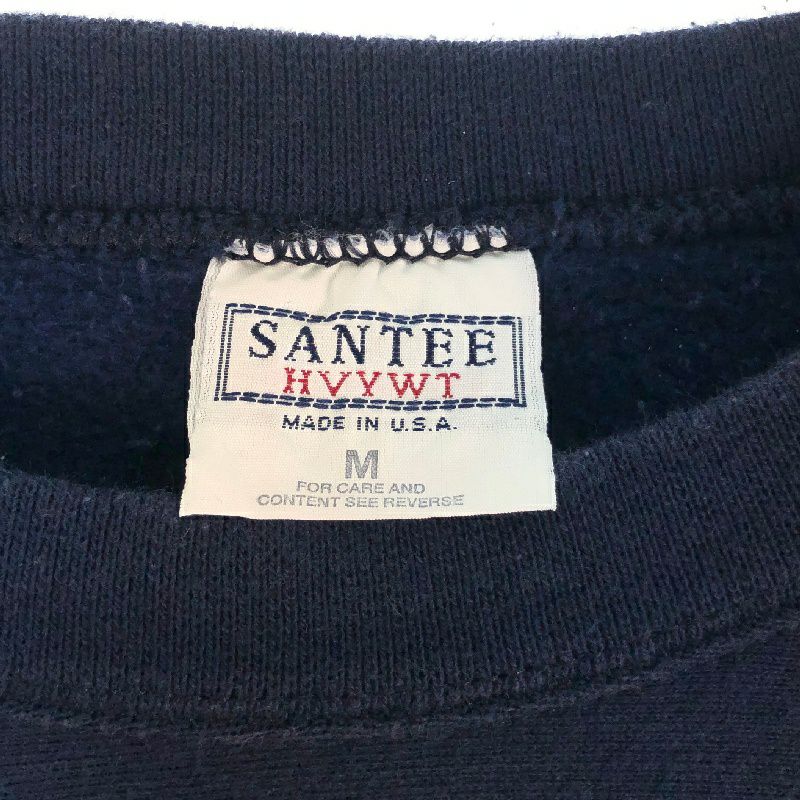 SANTEE
HVYWT
MADE IN U.S.A.
M
FOR CARE AND
CONTENT SEE REVERSE